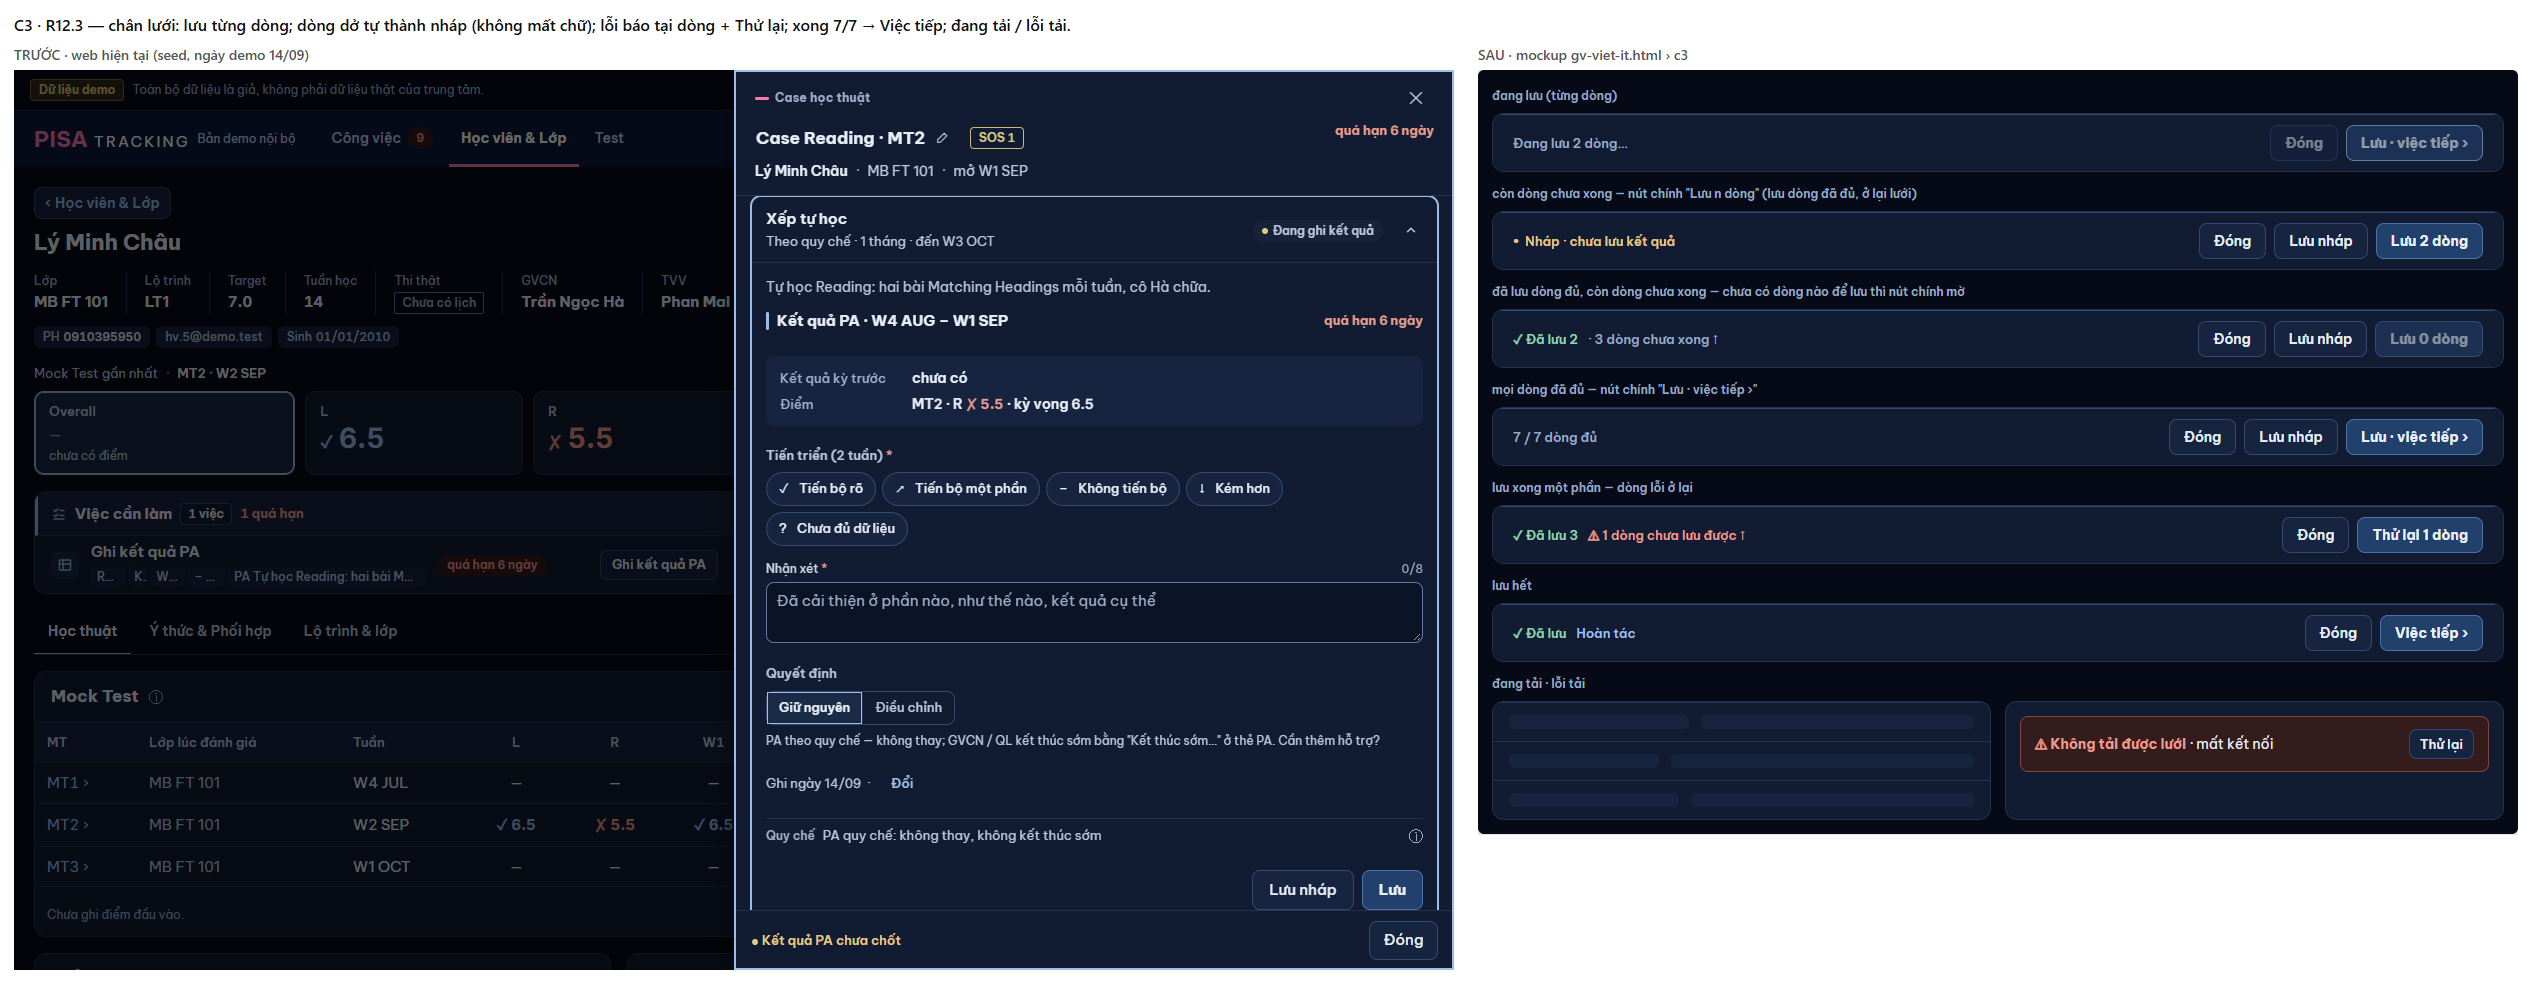 C3 · R12.3 — chân lưới: lưu từng dòng; dòng dở tự thành nháp (không mất chữ); lỗi báo tại dòng + Thử lại; xong 7/7 → Việc tiếp; đang tải / lỗi tải.
TRƯỚC · web hiện tại (seed, ngày demo 14/09)
Dữ liệu demo Toàn bộ dữ liệu là giả, không phải dữ liệu thật của trung tâm.
PISA TRACKING Bản demo nội bộ Công việc 9 Học viên & Lớp Test
‹ Học viên & Lớp
Lý Minh Châu
Lớp Lộ trình Target Tuần học Thi thật GVCN TVV
MB FT 101 LT1 7.0 14 Chưa có lịch Trần Ngọc Hà Phan Mai
PH 0910395950 hv.5@demo.test Sinh 01/01/2010
Mock Test gần nhất · MT2 · W2 SEP
Overall L R
— ✓ 6.5 ✗ 5.5
chưa có điểm
Việc cần làm 1 việc 1 quá hạn
Ghi kết quả PA
R... K. W... – ... PA Tự học Reading: hai bài M... quá hạn 6 ngày Ghi kết quả PA
Học thuật Ý thức & Phối hợp Lộ trình & lớp
Mock Test ⓘ
MT Lớp lúc đánh giá Tuần L R W1
MT1 › MB FT 101 W4 JUL — — —
MT2 › MB FT 101 W2 SEP ✓ 6.5 ✗ 5.5 ✓ 6.5
MT3 › MB FT 101 W1 OCT — — —
Chưa ghi điểm đầu vào.
Case học thuật
Case Reading · MT2 SOS 1 quá hạn 6 ngày
Lý Minh Châu · MB FT 101 · mở W1 SEP
Xếp tự học
Theo quy chế · 1 tháng · đến W3 OCT
• Đang ghi kết quả
Tự học Reading: hai bài Matching Headings mỗi tuần, cô Hà chữa.
Kết quả PA · W4 AUG – W1 SEP quá hạn 6 ngày
Kết quả kỳ trước chưa có
Điểm MT2 · R ✗ 5.5 · kỳ vọng 6.5
Tiến triển (2 tuần) *
✓ Tiến bộ rõ ↗ Tiến bộ một phần – Không tiến bộ ↓ Kém hơn
? Chưa đủ dữ liệu
Nhận xét * 0/8
Đã cải thiện ở phần nào, như thế nào, kết quả cụ thể
Quyết định
Giữ nguyên Điều chỉnh
PA theo quy chế — không thay; GVCN / QL kết thúc sớm bằng "Kết thúc sớm..." ở thẻ PA. Cần thêm hỗ trợ?
Ghi ngày 14/09 · Đổi
Quy chế PA quy chế: không thay, không kết thúc sớm ⓘ
Lưu nháp Lưu
• Kết quả PA chưa chốt Đóng
SAU · mockup gv-viet-it.html › c3
đang lưu (từng dòng)
Đang lưu 2 dòng... Đóng Lưu · việc tiếp ›
còn dòng chưa xong — nút chính "Lưu n dòng" (lưu dòng đã đủ, ở lại lưới)
• Nháp · chưa lưu kết quả Đóng Lưu nháp Lưu 2 dòng
đã lưu dòng đủ, còn dòng chưa xong — chưa có dòng nào để lưu thì nút chính mờ
✓ Đã lưu 2 · 3 dòng chưa xong ↑ Đóng Lưu nháp Lưu 0 dòng
mọi dòng đã đủ — nút chính "Lưu · việc tiếp ›"
7 / 7 dòng đủ Đóng Lưu nháp Lưu · việc tiếp ›
lưu xong một phần — dòng lỗi ở lại
✓ Đã lưu 3 ⚠ 1 dòng chưa lưu được ↑ Đóng Thử lại 1 dòng
lưu hết
✓ Đã lưu Hoàn tác Đóng Việc tiếp ›
đang tải · lỗi tải
⚠ Không tải được lưới · mất kết nối Thử lại